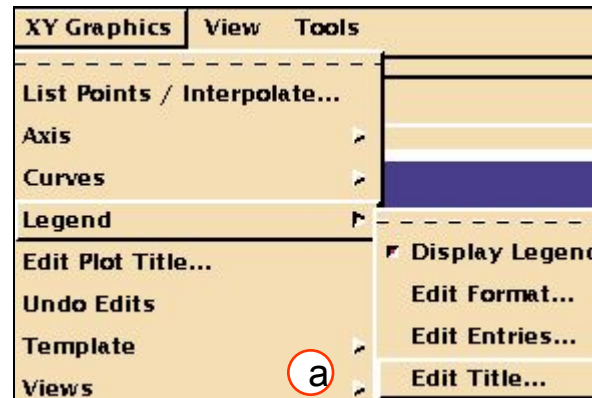 XY Graphics View Tools
List Points / Interpolate...
Axis
Curves
Legend
Edit Plot Title...
Undo Edits
Template
Views
Display Legend
Edit Format...
Edit Entries...
Edit Title...
a